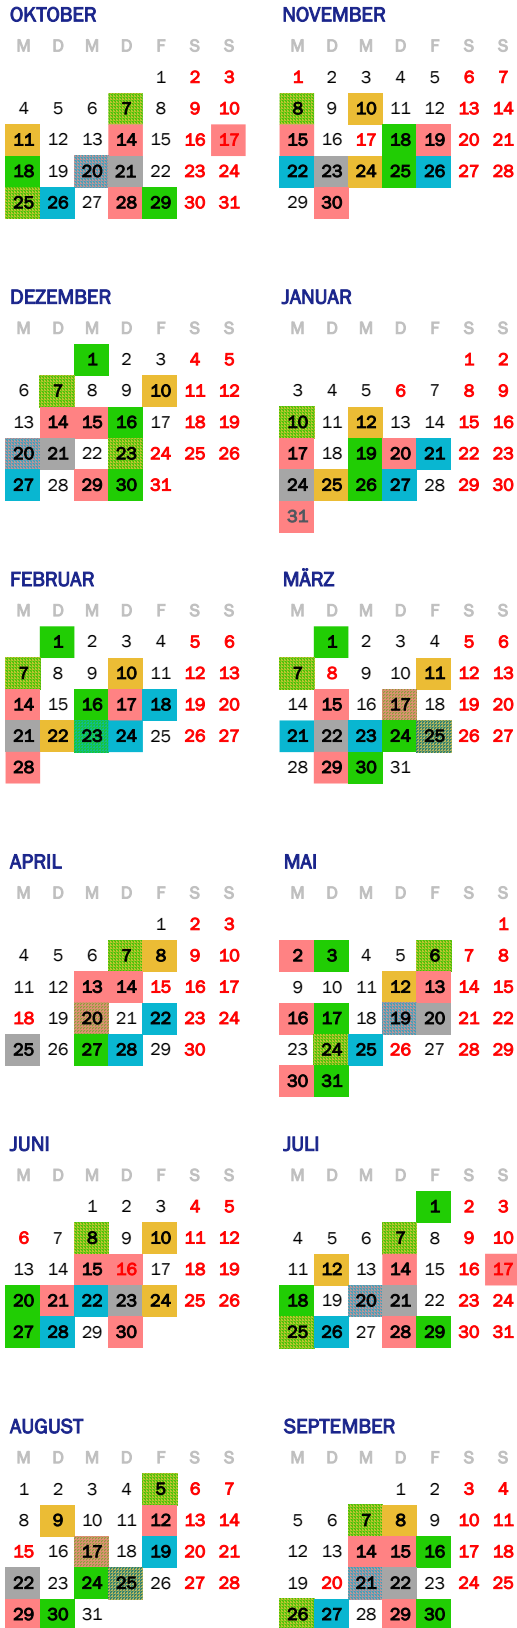 OKTOBER
M D M D F S S
1 2 3
4 5 6 7 8 9 10
11 12 13 14 15 16 17
18 19 20 21 22 23 24
25 26 27 28 29 30 31
NOVEMBER
M D M D F S S
1 2 3 4 5 6 7
8 9 10 11 12 13 14
15 16 17 18 19 20 21
22 23 24 25 26 27 28
29 30
DEZEMBER
M D M D F S S
1 2 3 4 5
6 7 8 9 10 11 12
13 14 15 16 17 18 19
20 21 22 23 24 25 26
27 28 29 30 31
JANUAR
M D M D F S S
1 2
3 4 5 6 7 8 9
10 11 12 13 14 15 16
17 18 19 20 21 22 23
24 25 26 27 28 29 30
31
FEBRUAR
M D M D F S S
1 2 3 4 5 6
7 8 9 10 11 12 13
14 15 16 17 18 19 20
21 22 23 24 25 26 27
28
MÄRZ
M D M D F S S
1 2 3 4 5 6
7 8 9 10 11 12 13
14 15 16 17 18 19 20
21 22 23 24 25 26 27
28 29 30 31
APRIL
M D M D F S S
1 2 3
4 5 6 7 8 9 10
11 12 13 14 15 16 17
18 19 20 21 22 23 24
25 26 27 28 29 30
MAI
M D M D F S S
1
2 3 4 5 6 7 8
9 10 11 12 13 14 15
16 17 18 19 20 21 22
23 24 25 26 27 28 29
30 31
JUNI
M D M D F S S
1 2 3 4 5
6 7 8 9 10 11 12
13 14 15 16 17 18 19
20 21 22 23 24 25 26
27 28 29 30
JULI
M D M D F S S
1 2 3
4 5 6 7 8 9 10
11 12 13 14 15 16 17
18 19 20 21 22 23 24
25 26 27 28 29 30 31
AUGUST
M D M D F S S
1 2 3 4 5 6 7
8 9 10 11 12 13 14
15 16 17 18 19 20 21
22 23 24 25 26 27 28
29 30 31
SEPTEMBER
M D M D F S S
1 2 3 4
5 6 7 8 9 10 11
12 13 14 15 16 17 18
19 20 21 22 23 24 25
26 27 28 29 30